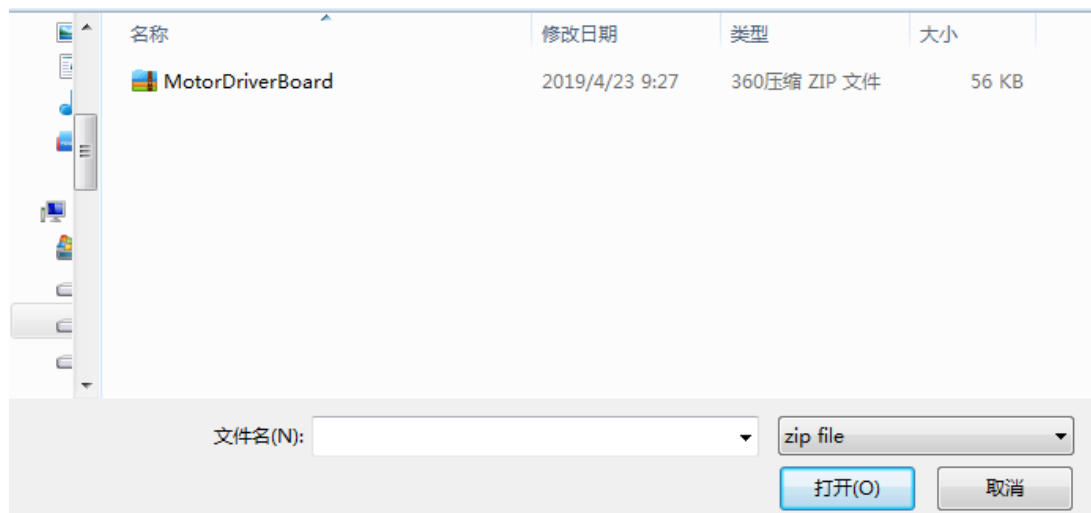 名称 修改日期 类型 大小
MotorDriverBoard 2019/4/23 9:27 360压缩 ZIP 文件 56 KB
文件名(N): zip file
打开(O) 取消